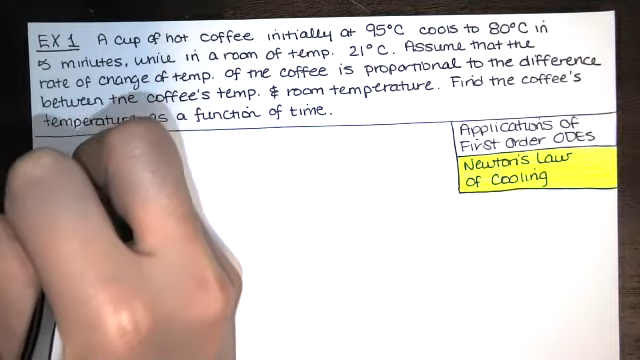 EX 1 A cup of hot coffee initially at 95°C cools to 80°C in
5 minutes, while in a room of temp. 21°C. Assume that the
rate of change of temp. of the coffee is proportional to the difference
between the coffee's temp. & room temperature. Find the coffee's
temperature as a function of time.
Applications of
First Order ODEs
Newton's Law
of Cooling